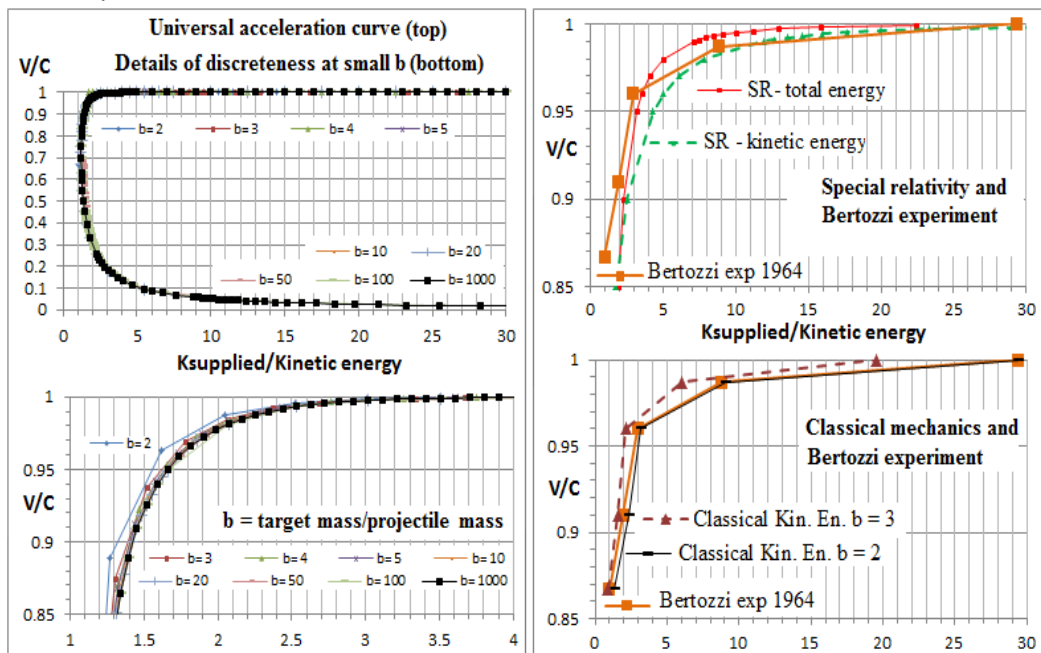 Universal acceleration curve (top)
Details of discreteness at small b (bottom)
V/C
1
0.9
0.8
0.7
0.6
0.5
0.4
0.3
0.2
0.1
0
b= 2
b= 3
b= 4
b= 5
b= 10
b= 20
b= 50
b= 100
b=1000
0
5
10
15
20
25
30
Ksupplied/Kinetic energy
1
0.95
V/C
0.9
0.85
b= 2
b = target mass/projectile mass
b= 3
b= 4
b= 5
b= 10
b= 20
b= 50
b= 100
b= 1000
1
1.5
2
2.5
3
3.5
4
1
0.95
V/C
0.9
0.85
SR- total energy
SR - kinetic energy
Special relativity and
Bertozzi experiment
Bertozzi exp 1964
0
5
10
15
20
25
30
Ksupplied/Kinetic energy
1
0.95
V/C
0.9
0.85
Classical mechanics and
Bertozzi experiment
Classical Kin. En. b = 3
Classical Kin. En. b = 2
Bertozzi exp 1964
0
5
10
15
20
25
30